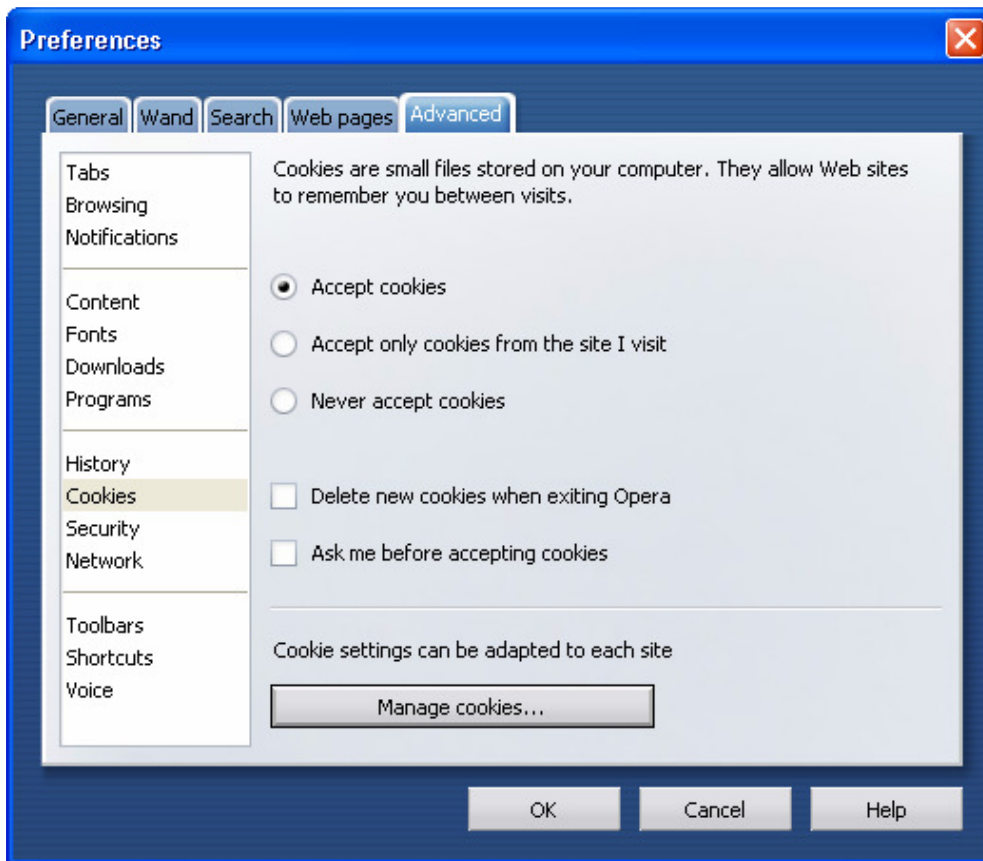 Preferences
General Wand Search Web pages Advanced
Tabs
Browsing
Notifications
Content
Fonts
Downloads
Programs
History
Cookies
Security
Network
Toolbars
Shortcuts
Voice
Cookies are small files stored on your computer. They allow Web sites
to remember you between visits.
Accept cookies
Accept only cookies from the site I visit
Never accept cookies
Delete new cookies when exiting Opera
Ask me before accepting cookies
Cookie settings can be adapted to each site
Manage cookies...
OK Cancel Help